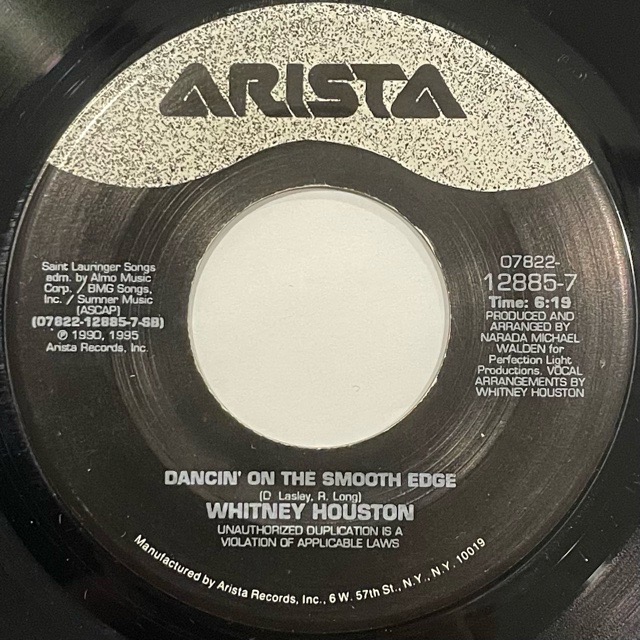 ARISTA
Saint Lauringer Songs
adm. by Almo Music
Corp. / BMG Songs,
Inc. / Sumner Music
(ASCAP)
(07822-12885-7-SB)
℗ 1990, 1995
Arista Records, Inc.
07822-
12885-7
Time: 6:19
PRODUCED AND
ARRANGED BY
NARADA MICHAEL
WALDEN for
Perfection Light
Productions. VOCAL
ARRANGEMENTS BY
WHITNEY HOUSTON
DANCIN' ON THE SMOOTH EDGE
(D. Lasley, R. Long)
WHITNEY HOUSTON
UNAUTHORIZED DUPLICATION IS A
VIOLATION OF APPLICABLE LAWS
Manufactured by Arista Records, Inc., 6 W. 57th St., N.Y., N.Y. 10019